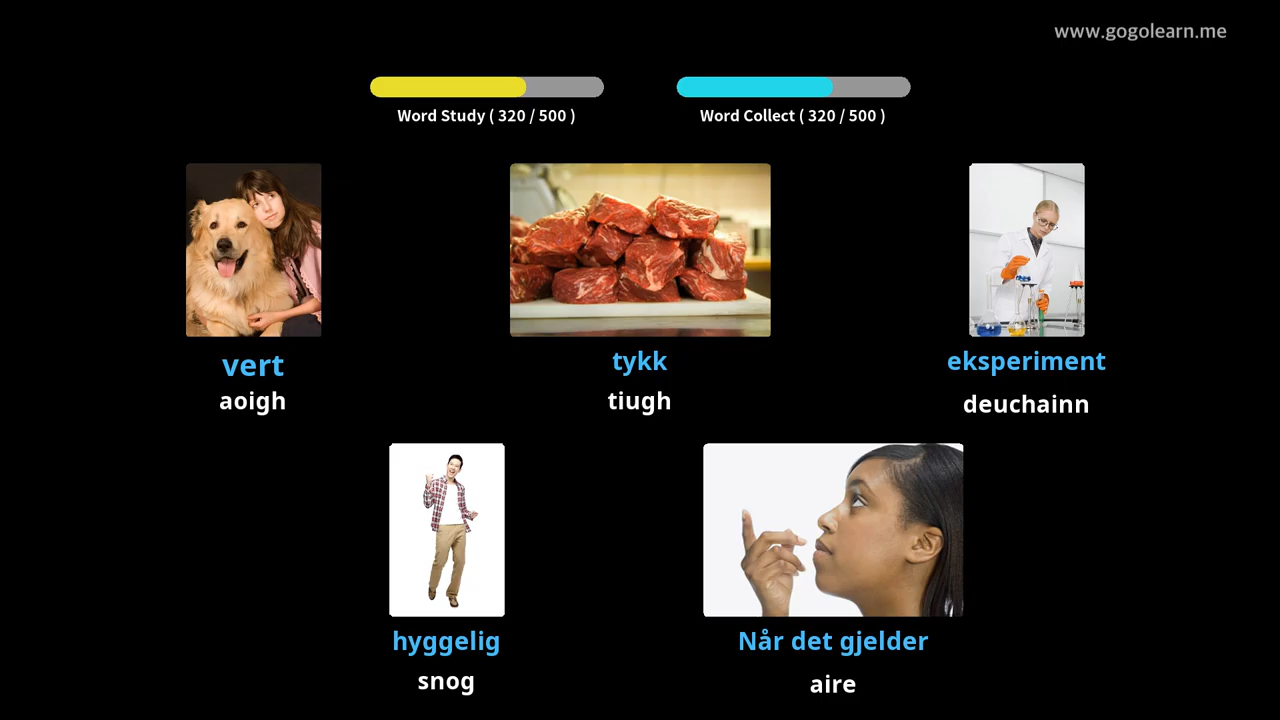 www.gogolearn.me
Word Study ( 320 / 500 )
Word Collect ( 320 / 500 )
vert
aoigh
tykk
tiugh
eksperiment
deuchainn
hyggelig
snog
Når det gjelder
aire